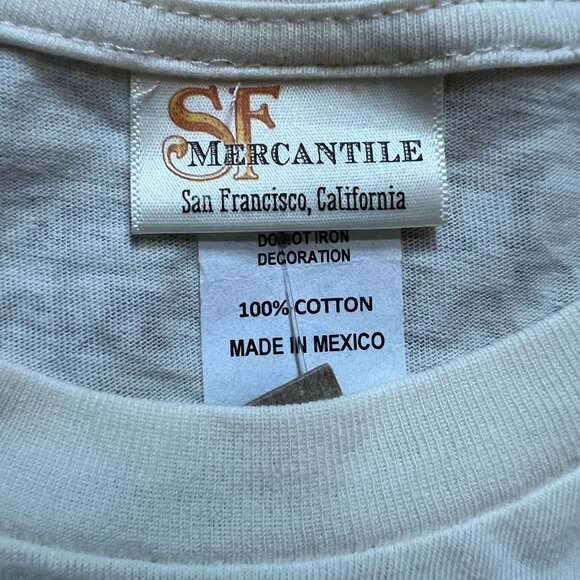 SF
MERCANTILE
San Francisco, California
DO NOT IRON
DECORATION
100% COTTON
MADE IN MEXICO